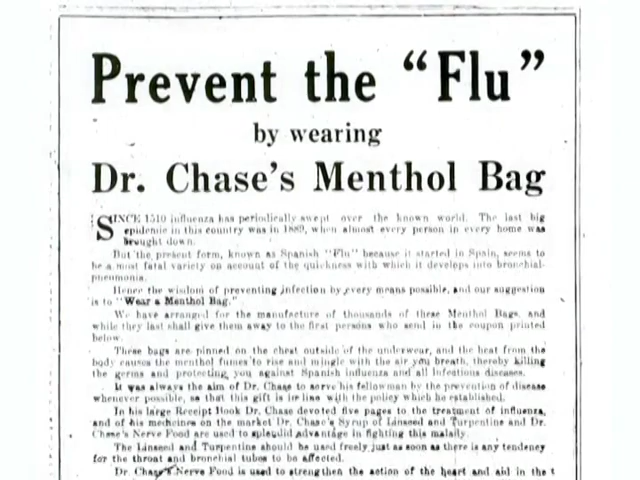 Prevent the “Flu”
by wearing
Dr. Chase's Menthol Bag
SINCE 1510 influenza has periodically swept over the known world. The last big
epidemic in this country was in 1889, when almost every person in every home was
brought down.
But the present form, known as Spanish "Flu" because it started in Spain, seems to
be a most fatal variety on account of the quickness with which it develops into bronchial-
pneumonia.
Hence the wisdom of preventing infection by every means possible, and our suggestion
is to "Wear a Menthol Bag."
We have arranged for the manufacture of thousands of these Menthol Bags, and
while they last shall give them away to the first persons who send in the coupon printed
below.
These bags are pinned on the chest outside of the underwear, and the heat from the
body causes the menthol fumes to rise and mingle with the air you breath, thereby killing
the germs and protecting you against Spanish influenza and all infectious diseases.
It was always the aim of Dr. Chase to serve his fellowman by the prevention of disease
whenever possible, so that this gift is in line with the policy which he established.
In his large Receipt Book Dr. Chase devoted five pages to the treatment of influenza,
and of his medicines on the market Dr. Chase's Syrup of Linseed and Turpentine and Dr.
Chase's Nerve Food are used to splendid advantage in fighting this malady.
The Linseed and Turpentine should be used freely just as soon as there is any tendency
for the throat and bronchial tubes to be affected.
Dr. Chase's Nerve Food is used to strengthen the action of the heart and aid in the